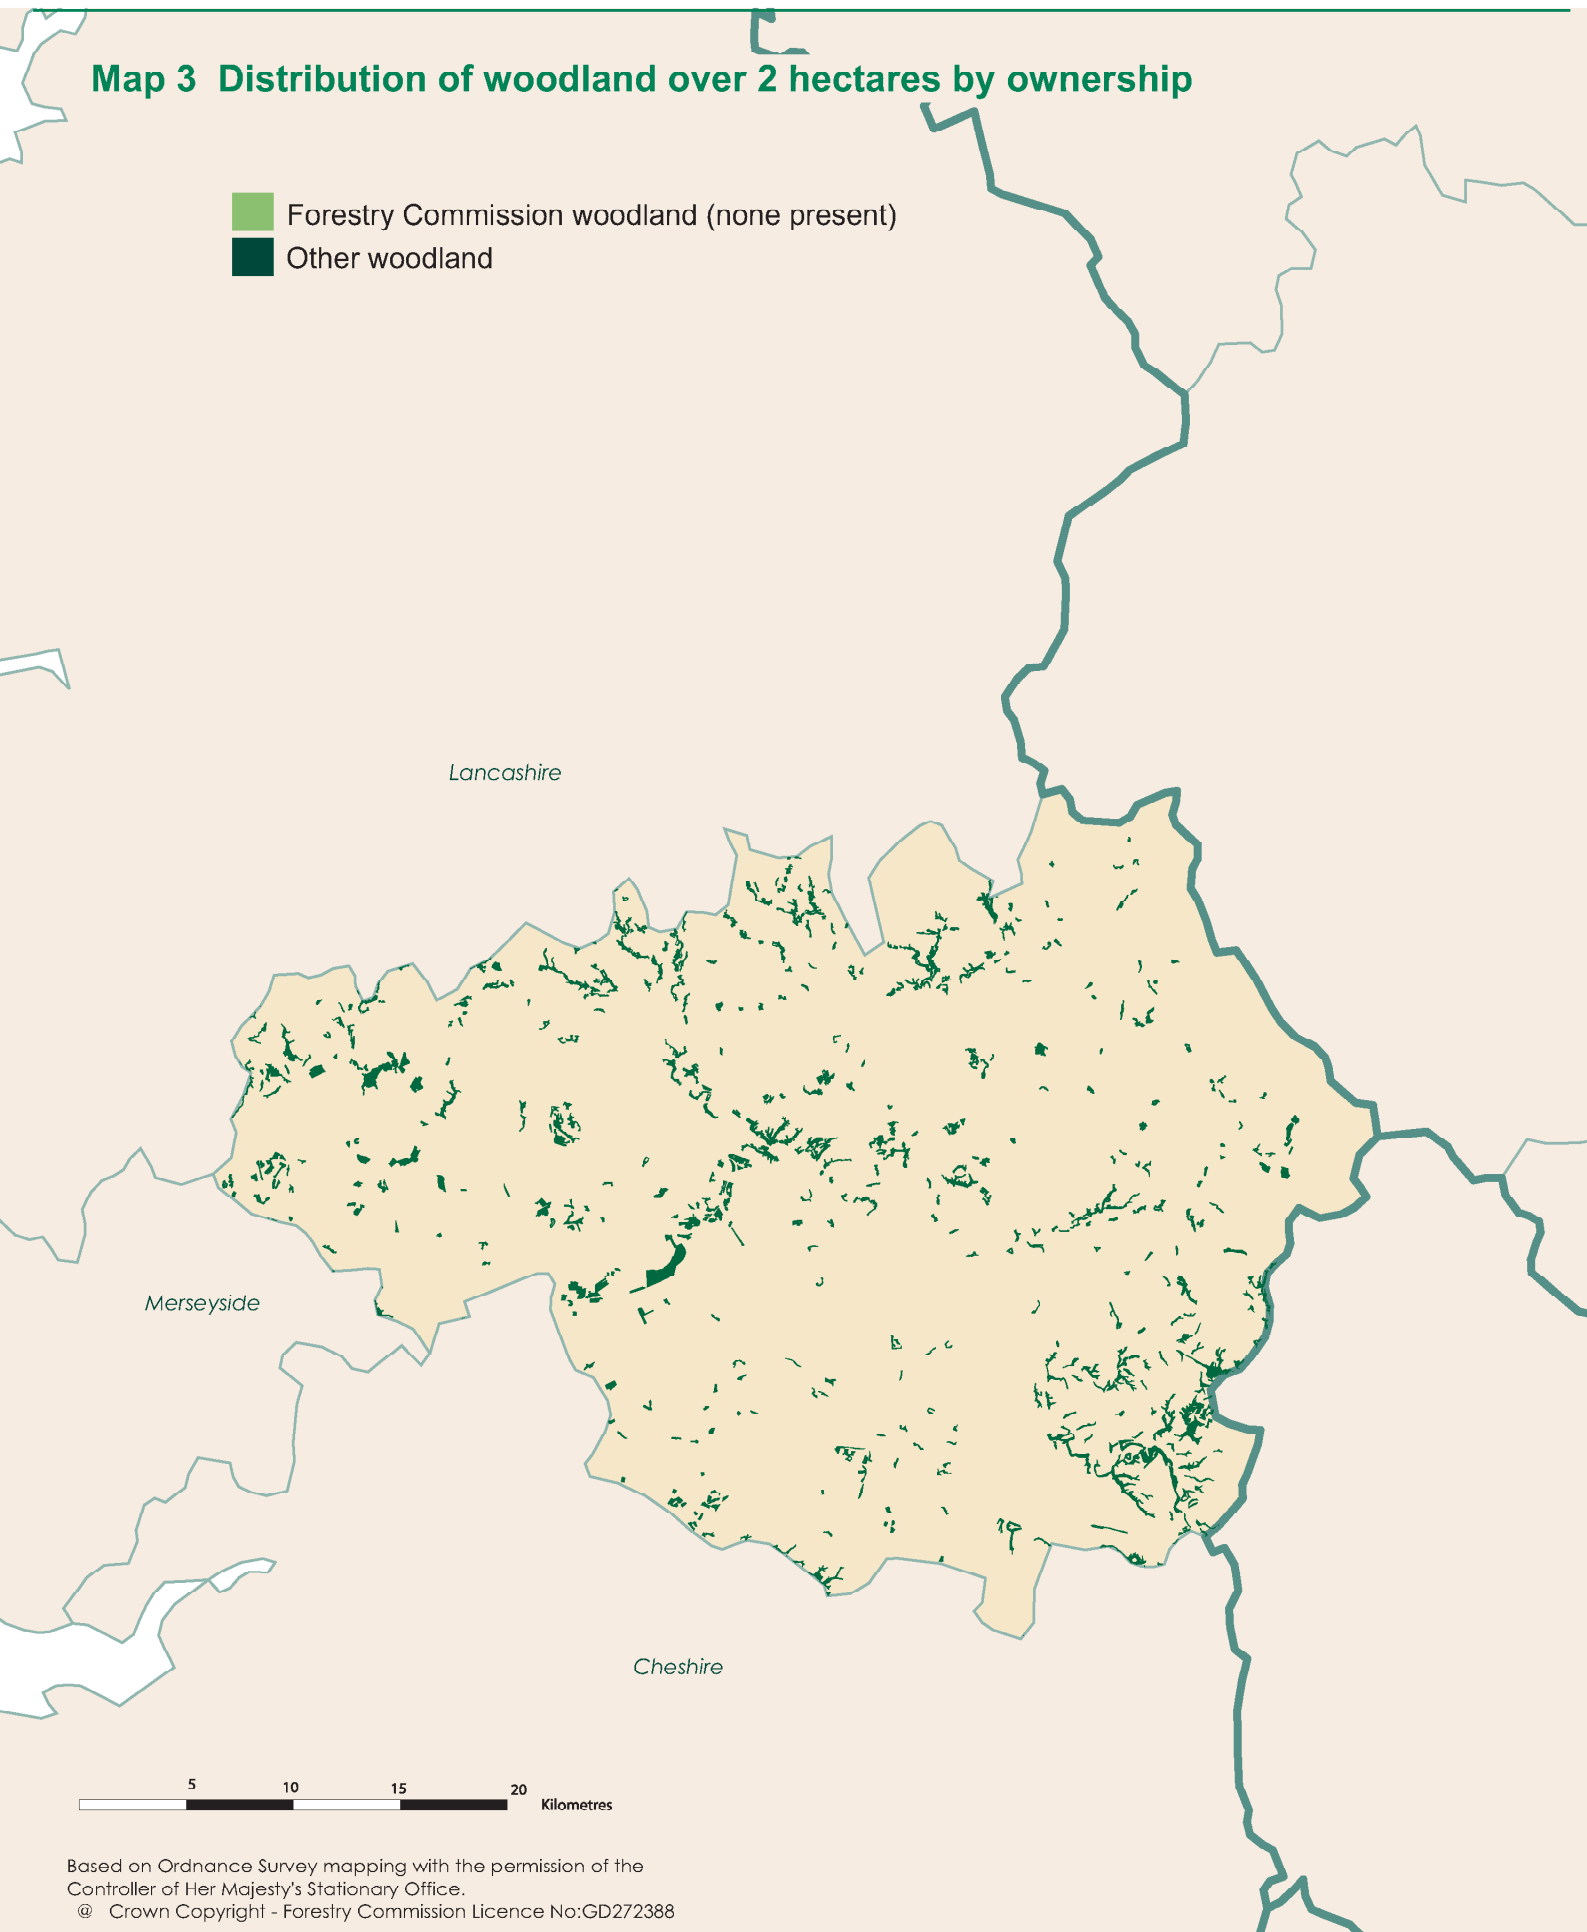 Map 3  Distribution of woodland over 2 hectares by ownership
Forestry Commission woodland (none present)
Other woodland
Lancashire
Merseyside
Cheshire
5 10 15 20
Kilometres
Based on Ordnance Survey mapping with the permission of the
Controller of Her Majesty's Stationary Office.
@ Crown Copyright - Forestry Commission Licence No:GD272388